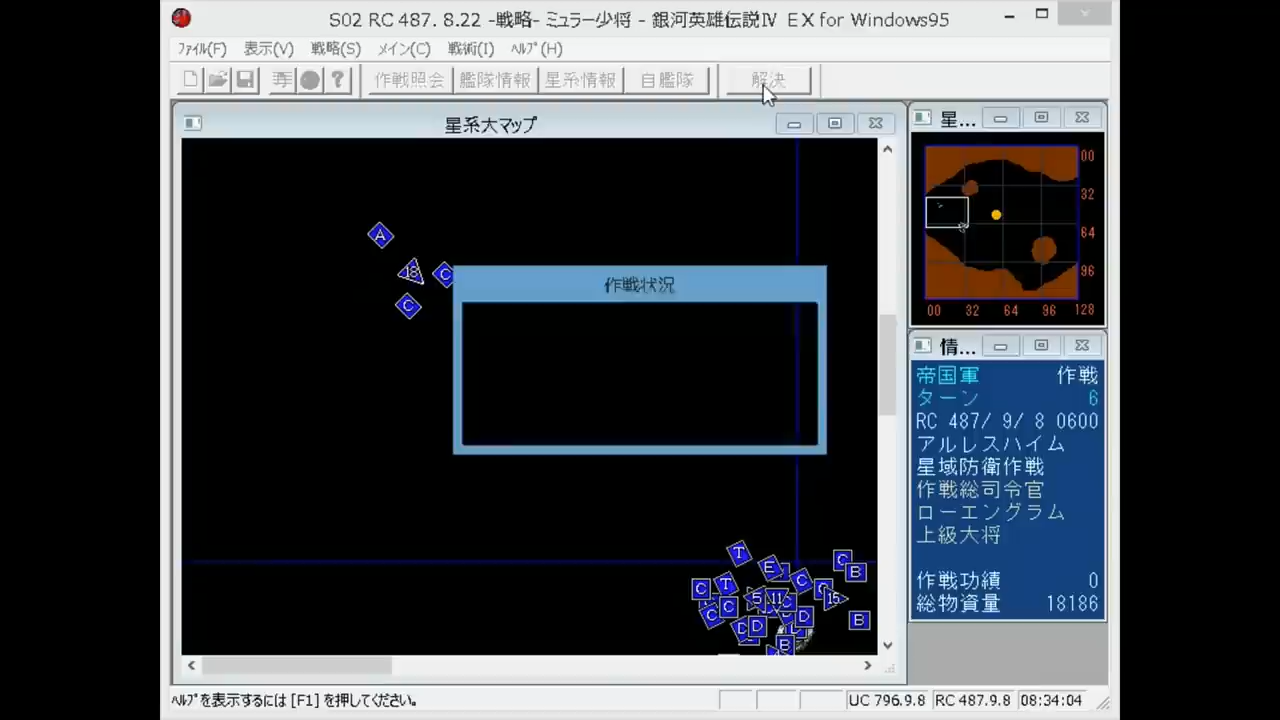 S02 RC 487. 8.22 -戦略- ミュラー少将 - 銀河英雄伝説Ⅳ EX for Windows95
ﾌｧｲﾙ(F) 表示(V) 戦略(S) ﾒｲﾝ(C) 戦術(I) ﾍﾙﾌﾟ(H)
作戦照会 艦隊情報 星系情報 自艦隊 解決
星系大マップ
星...
A
18 C
C
作戦状況
00
32
64
96
00 32 64 96 128
情...
帝国軍 作戦
ターン 6
RC 487/ 9/ 8 0600
アルレスハイム
星域防衛作戦
作戦総司令官
ローエングラム
上級大将
作戦功績 0
総物資量 18186
T E C B
C T C 15
C C 5 11 D B
D B
ﾍﾙﾌﾟを表示するには [F1] を押してください。
UC 796.9.8 RC 487.9.8 08:34:04